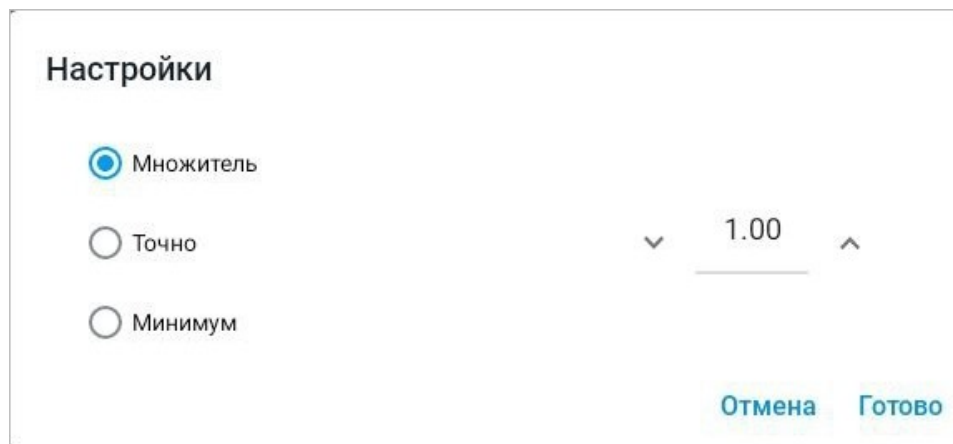 Настройки
Множитель
Точно
1.00
Минимум
Отмена Готово